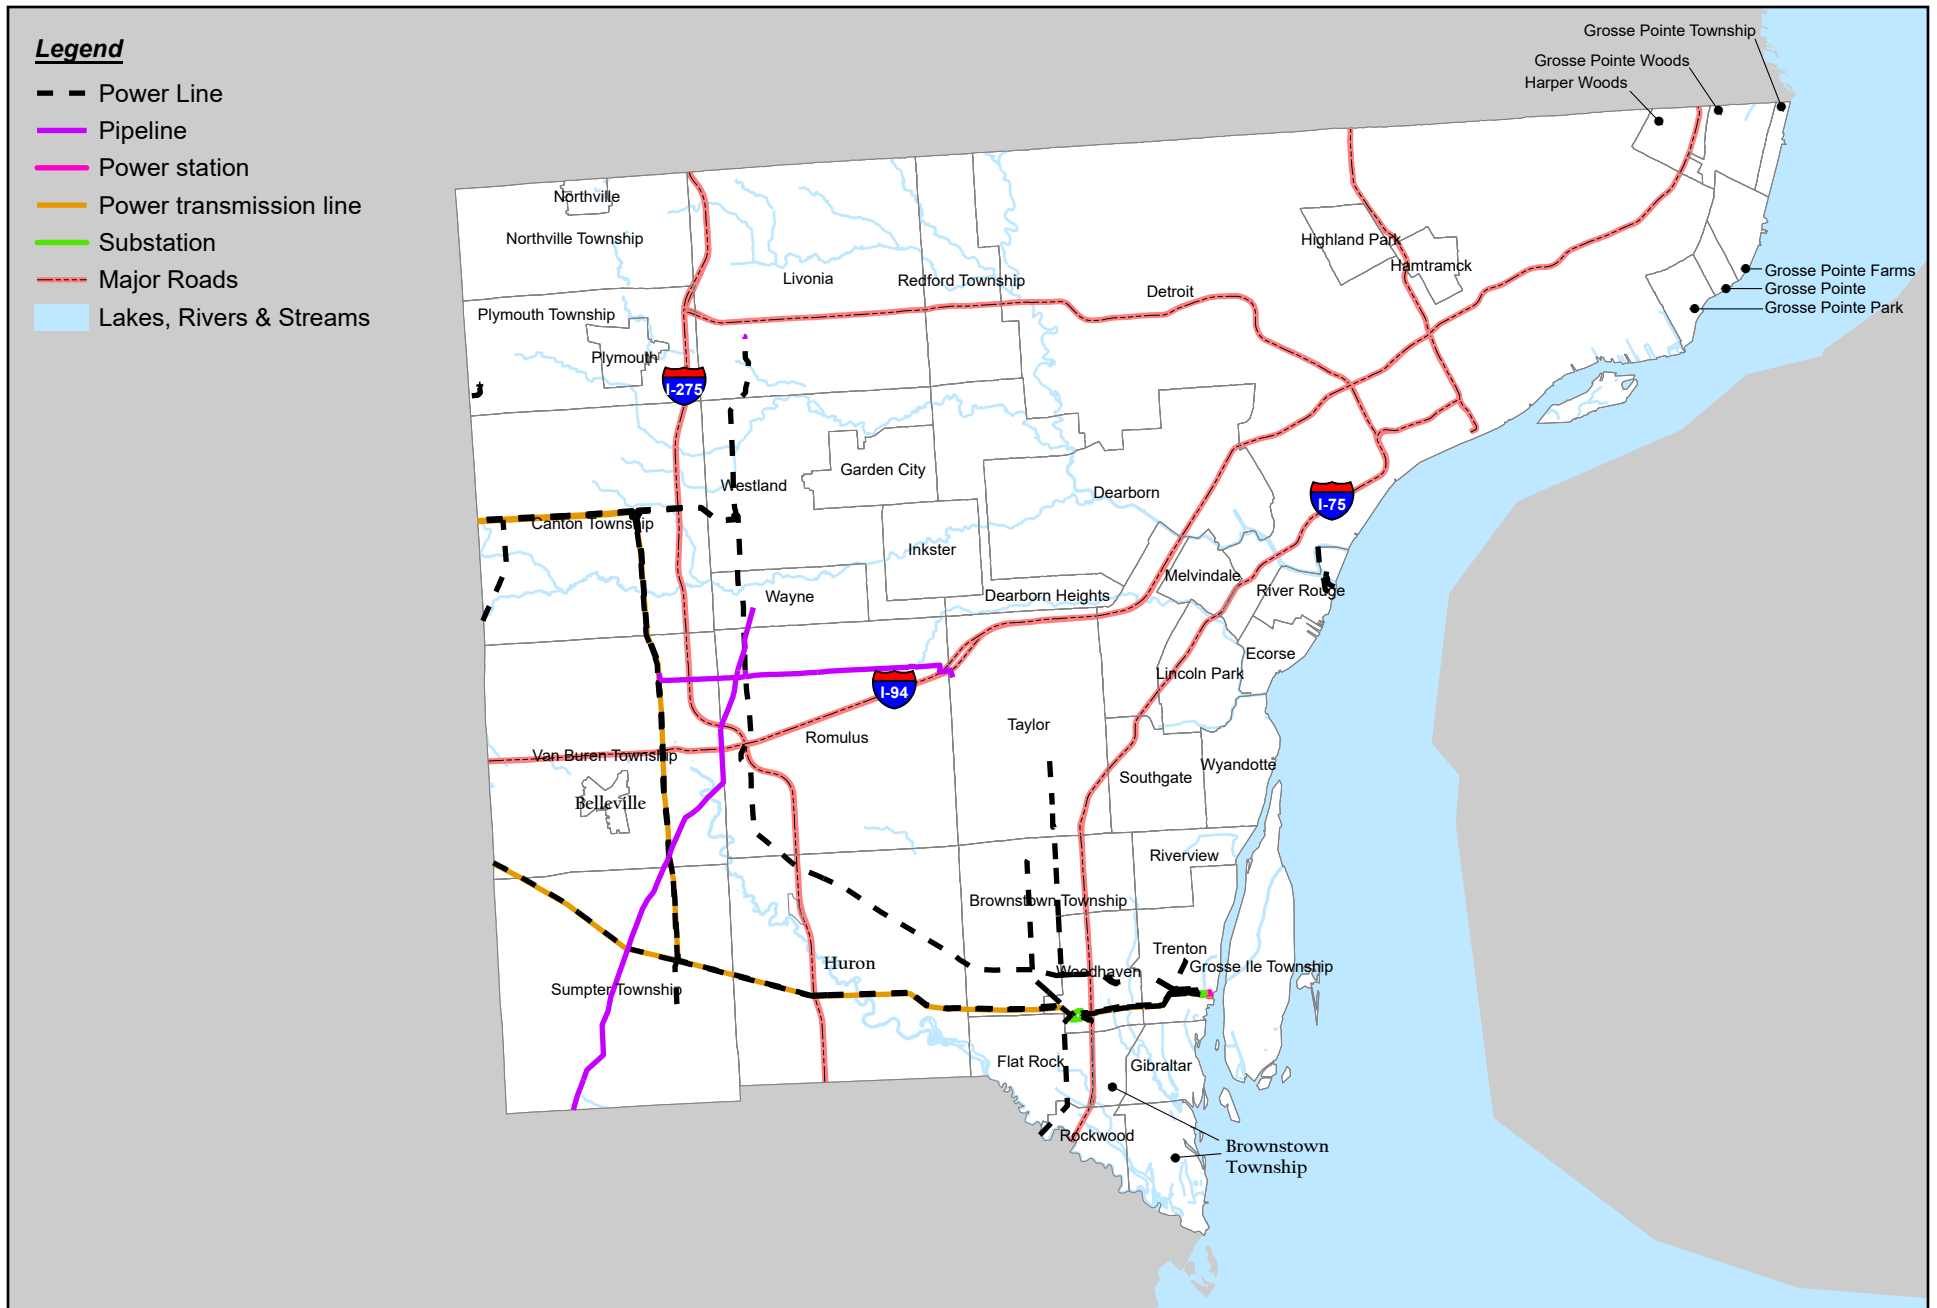 Legend
Power Line
Pipeline
Power station
Power transmission line
Substation
Major Roads
Lakes, Rivers & Streams
Grosse Pointe Township
Grosse Pointe Woods
Harper Woods
Northville
Northville Township
Livonia
Redford Township
Detroit
Highland Park
Hamtramck
Grosse Pointe Farms
Grosse Pointe
Grosse Pointe Park
Plymouth Township
Plymouth
I-275
Garden City
Westland
Dearborn
I-75
Canton Township
Inkster
Melvindale
River Rouge
Wayne
Dearborn Heights
Ecorse
Lincoln Park
I-94
Taylor
Romulus
Van Buren Township
Wyandotte
Southgate
Belleville
Riverview
Brownstown Township
Trenton
Huron
Woodhaven
Grosse Ile Township
Sumpter Township
Flat Rock
Gibraltar
Rockwood
Brownstown
Township